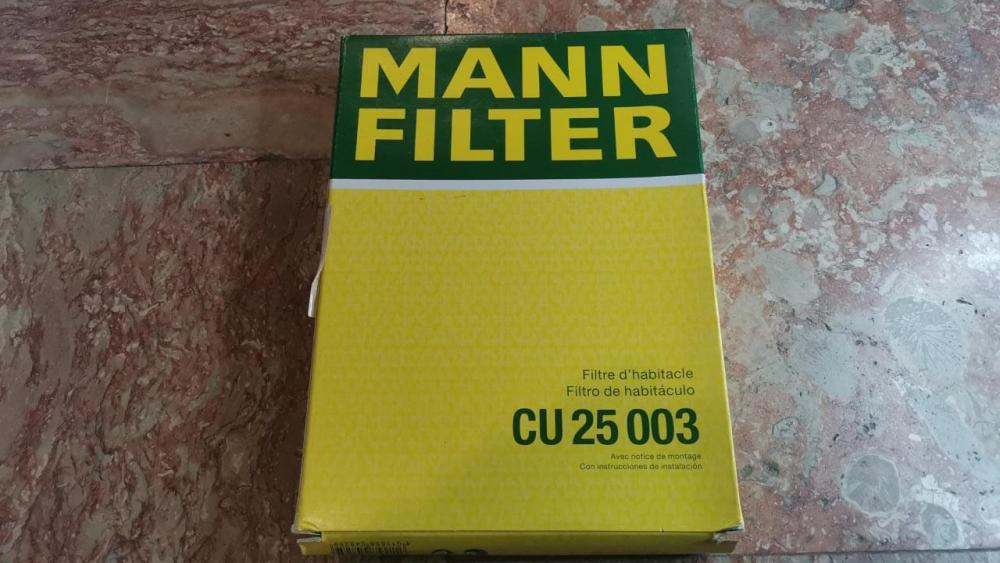 MANN
FILTER
Filtre d'habitacle
Filtro de habitáculo
CU 25 003
Avec notice de montage
Con instrucciones de instalación